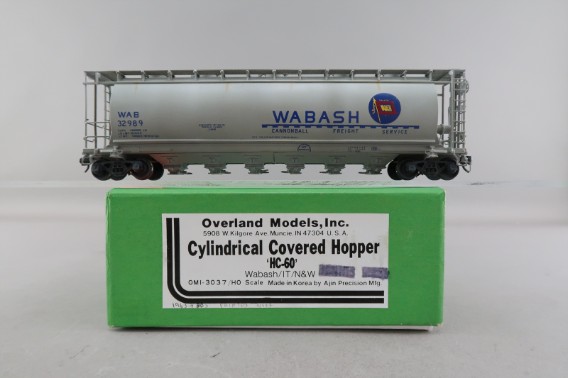 WAB
32989
WABASH
CANNONBALL FREIGHT SERVICE
Overland Models, Inc.
5908 W. Kilgore Ave Muncie IN 47304 U.S.A.
Cylindrical Covered Hopper
'HC-60'
Wabash/IT/N&W
OMI-3037/HO Scale Made in Korea by Ajin Precision Mfg.